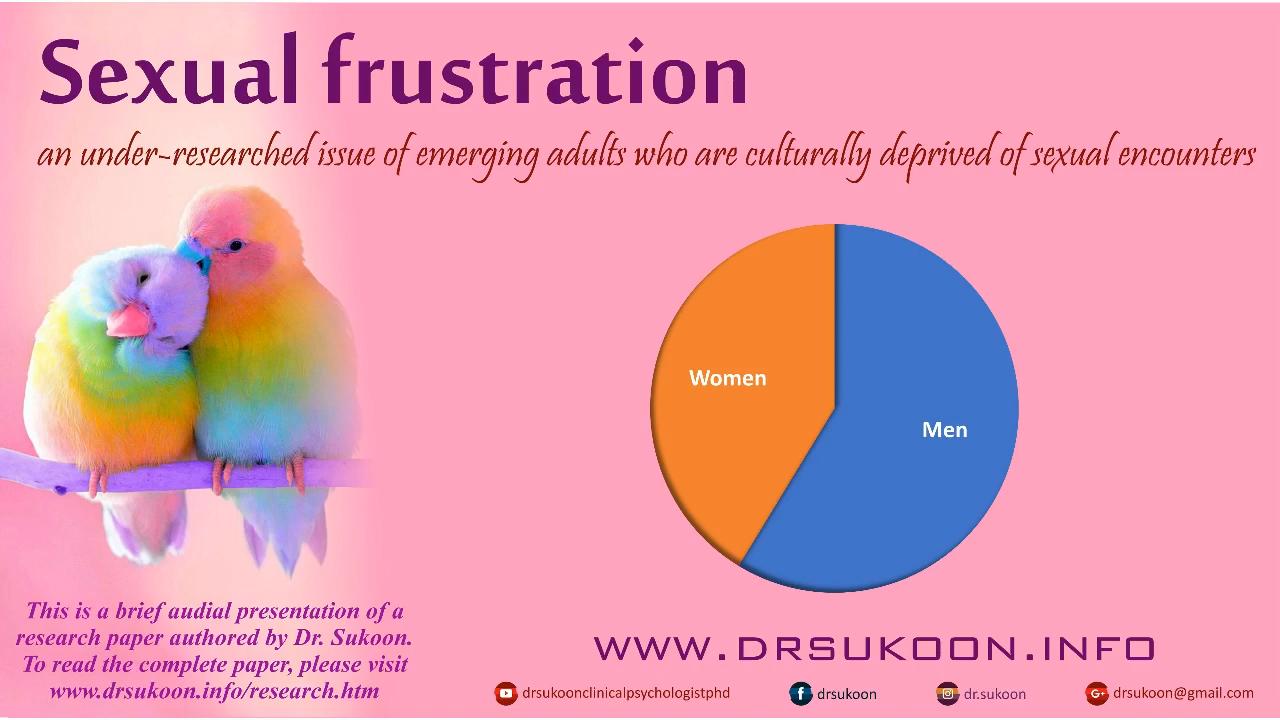 Sexual frustration
an under-researched issue of emerging adults who are culturally deprived of sexual encounters
Women
Men
This is a brief audial presentation of a
research paper authored by Dr. Sukoon.
To read the complete paper, please visit
www.drsukoon.info/research.htm
WWW.DRSUKOON.INFO
drsukoonclinicalpsychologistphd
drsukoon
dr.sukoon
drsukoon@gmail.com